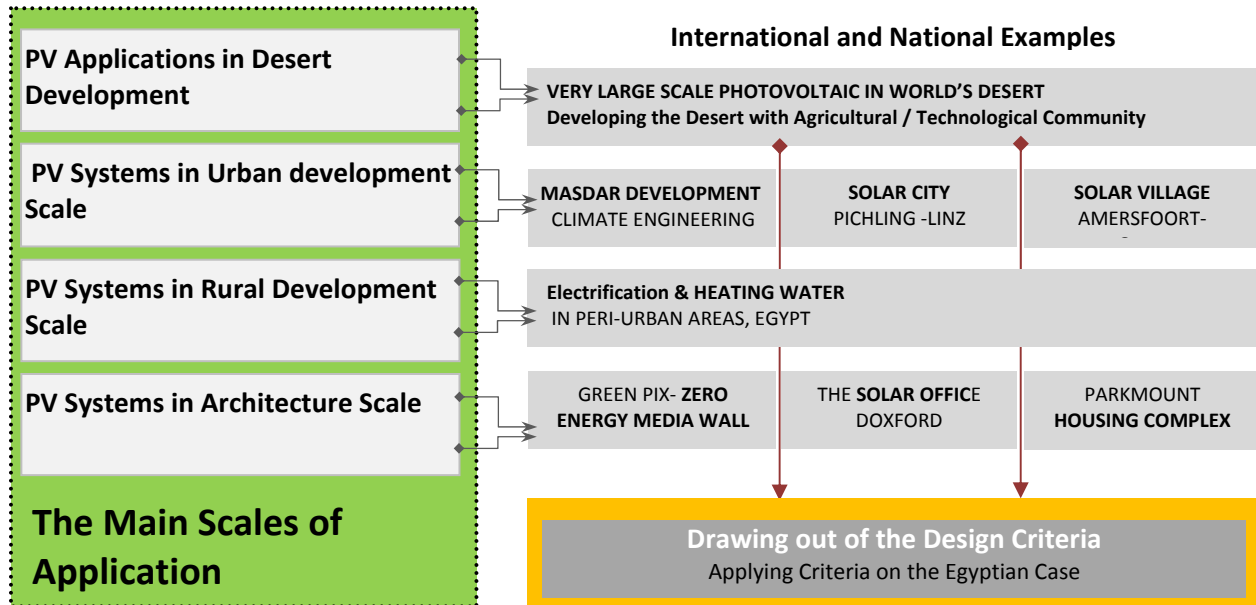 PV Applications in Desert
Development
PV Systems in Urban development
Scale
PV Systems in Rural Development
Scale
PV Systems in Architecture Scale
The Main Scales of
Application
International and National Examples
VERY LARGE SCALE PHOTOVOLTAIC IN WORLD'S DESERT
Developing the Desert with Agricultural / Technological Community
MASDAR DEVELOPMENT
CLIMATE ENGINEERING
SOLAR CITY
PICHLING -LINZ
SOLAR VILLAGE
AMERSFOORT-
Electrification & HEATING WATER
IN PERI-URBAN AREAS, EGYPT
GREEN PIX- ZERO
ENERGY MEDIA WALL
THE SOLAR OFFICE
DOXFORD
PARKMOUNT
HOUSING COMPLEX
Drawing out of the Design Criteria
Applying Criteria on the Egyptian Case